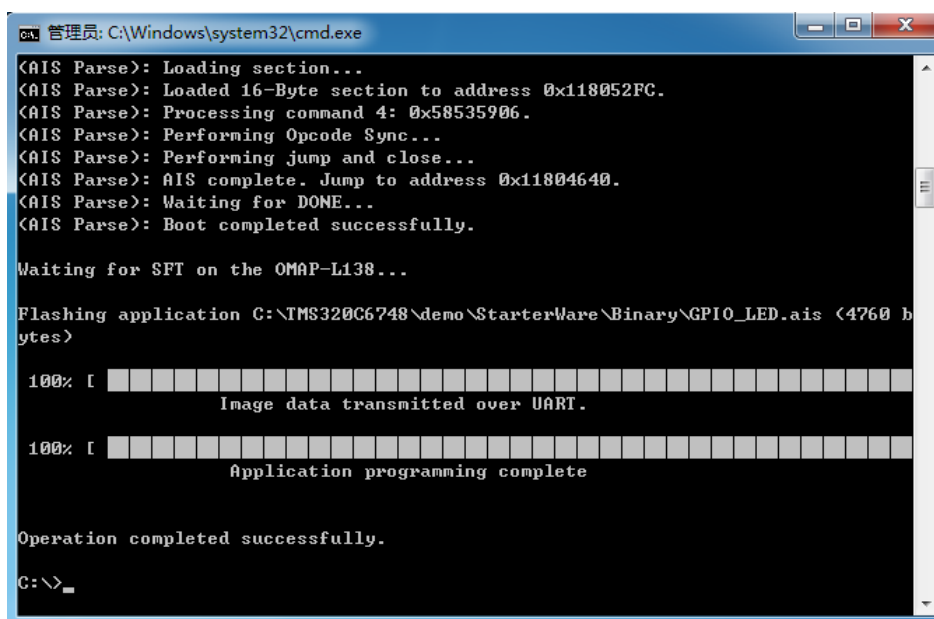 管理员: C:\Windows\system32\cmd.exe
(AIS Parse): Loading section...
(AIS Parse): Loaded 16-Byte section to address 0x118052FC.
(AIS Parse): Processing command 4: 0x58535906.
(AIS Parse): Performing Opcode Sync...
(AIS Parse): Performing jump and close...
(AIS Parse): AIS complete. Jump to address 0x11804640.
(AIS Parse): Waiting for DONE...
(AIS Parse): Boot completed successfully.
Waiting for SFT on the OMAP-L138...
Flashing application C:\TMS320C6748\demo\StarterWare\Binary\GPIO_LED.ais (4760 b
ytes)
100% [
Image data transmitted over UART.
100% [
Application programming complete
Operation completed successfully.
C:\>_